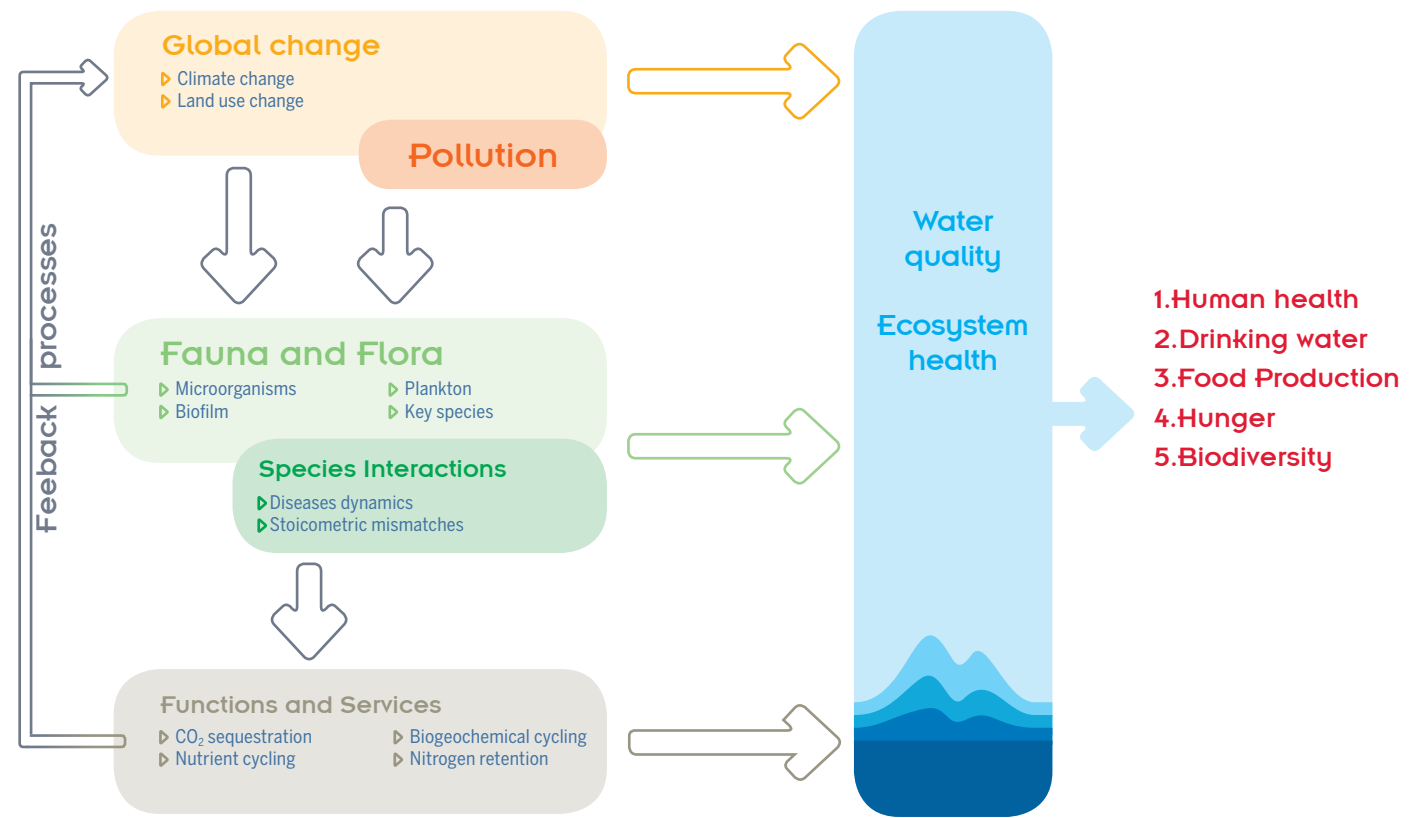 Global change
Climate change
Land use change
Pollution
Feeback processes
Fauna and Flora
Microorganisms
Biofilm
Plankton
Key species
Species Interactions
Diseases dynamics
Stoicometric mismatches
Functions and Services
CO₂ sequestration
Nutrient cycling
Biogeochemical cycling
Nitrogen retention
Water
quality
Ecosystem
health
1.Human health
2.Drinking water
3.Food Production
4.Hunger
5.Biodiversity